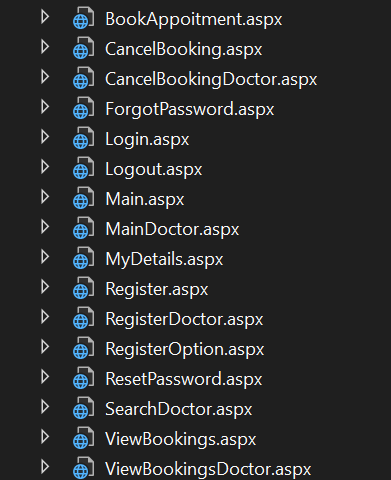 BookAppoitment.aspx
CancelBooking.aspx
CancelBookingDoctor.aspx
ForgotPassword.aspx
Login.aspx
Logout.aspx
Main.aspx
MainDoctor.aspx
MyDetails.aspx
Register.aspx
RegisterDoctor.aspx
RegisterOption.aspx
ResetPassword.aspx
SearchDoctor.aspx
ViewBookings.aspx
ViewBookingsDoctor.aspx